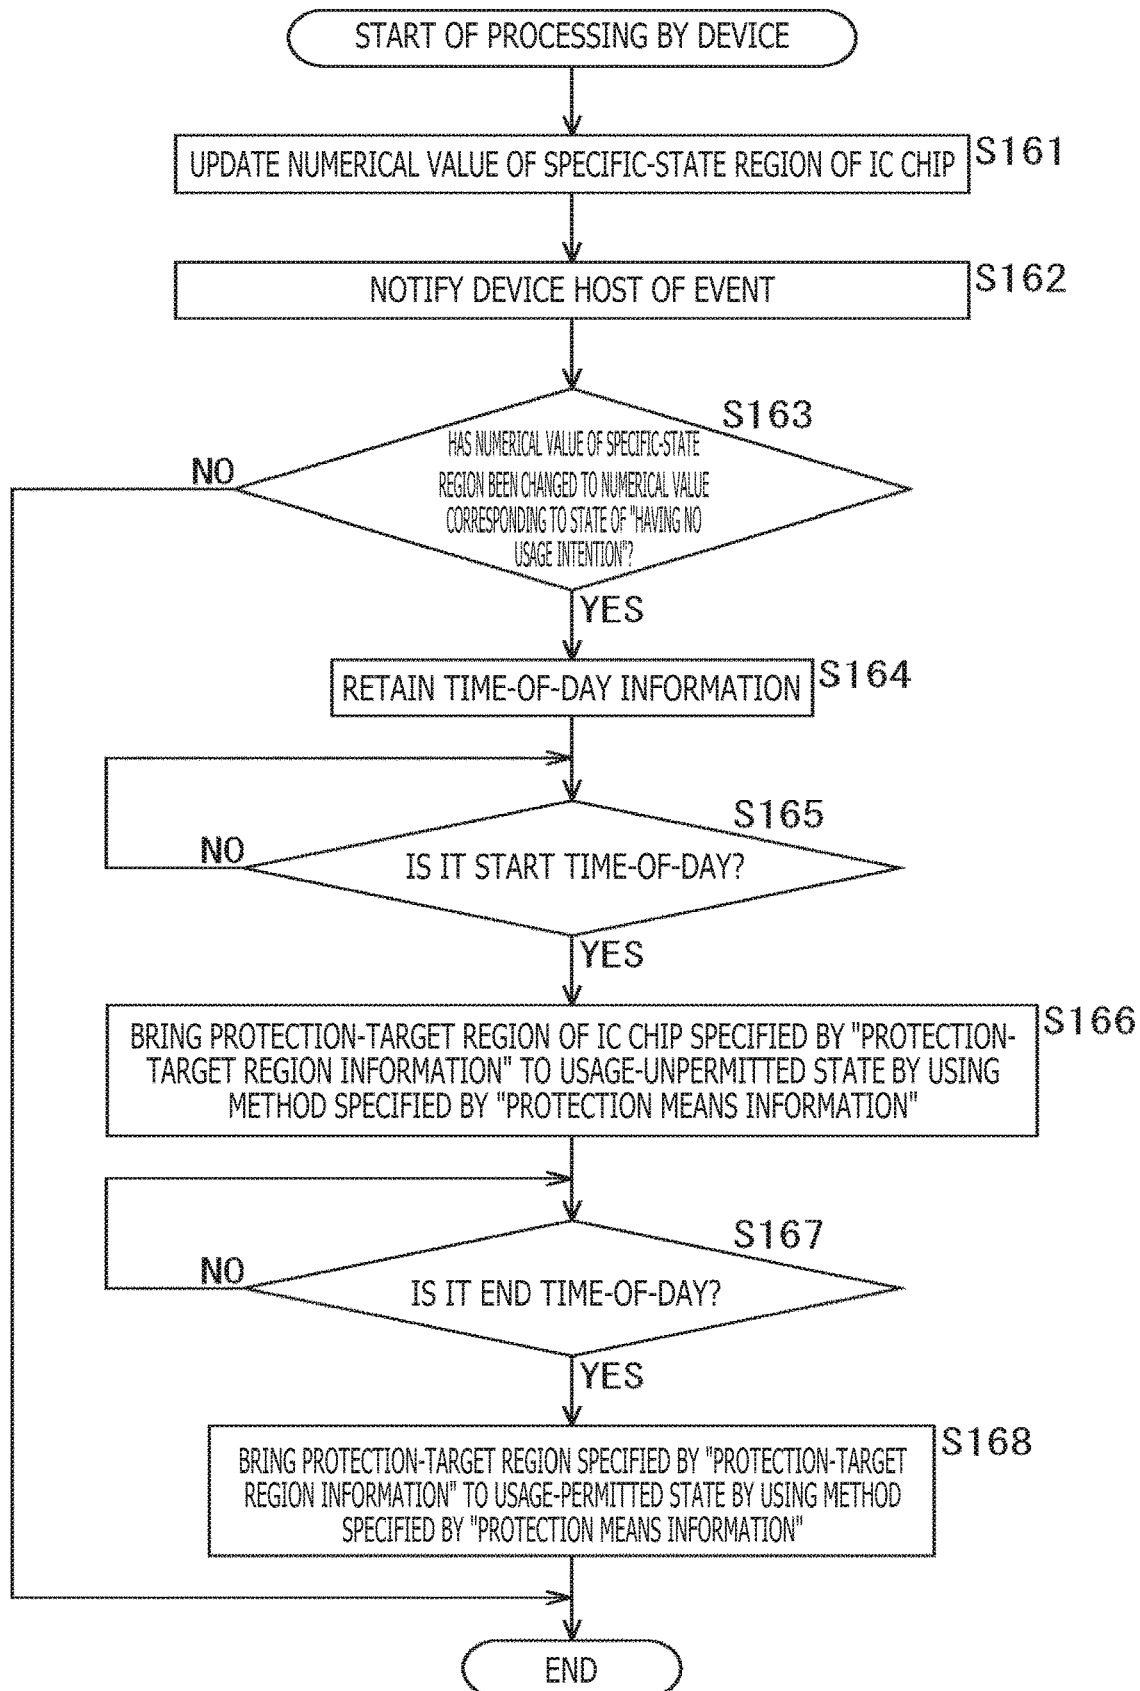 START OF PROCESSING BY DEVICE
UPDATE NUMERICAL VALUE OF SPECIFIC-STATE REGION OF IC CHIP
S161
NOTIFY DEVICE HOST OF EVENT
S162
S163
HAS NUMERICAL VALUE OF SPECIFIC-STATE
REGION BEEN CHANGED TO NUMERICAL VALUE
CORRESPONDING TO STATE OF "HAVING NO
USAGE INTENTION"?
NO
YES
RETAIN TIME-OF-DAY INFORMATION
S164
S165
IS IT START TIME-OF-DAY?
NO
YES
BRING PROTECTION-TARGET REGION OF IC CHIP SPECIFIED BY "PROTECTION-
TARGET REGION INFORMATION" TO USAGE-UNPERMITTED STATE BY USING
METHOD SPECIFIED BY "PROTECTION MEANS INFORMATION"
S166
S167
IS IT END TIME-OF-DAY?
NO
YES
BRING PROTECTION-TARGET REGION SPECIFIED BY "PROTECTION-TARGET
REGION INFORMATION" TO USAGE-PERMITTED STATE BY USING METHOD
SPECIFIED BY "PROTECTION MEANS INFORMATION"
S168
END